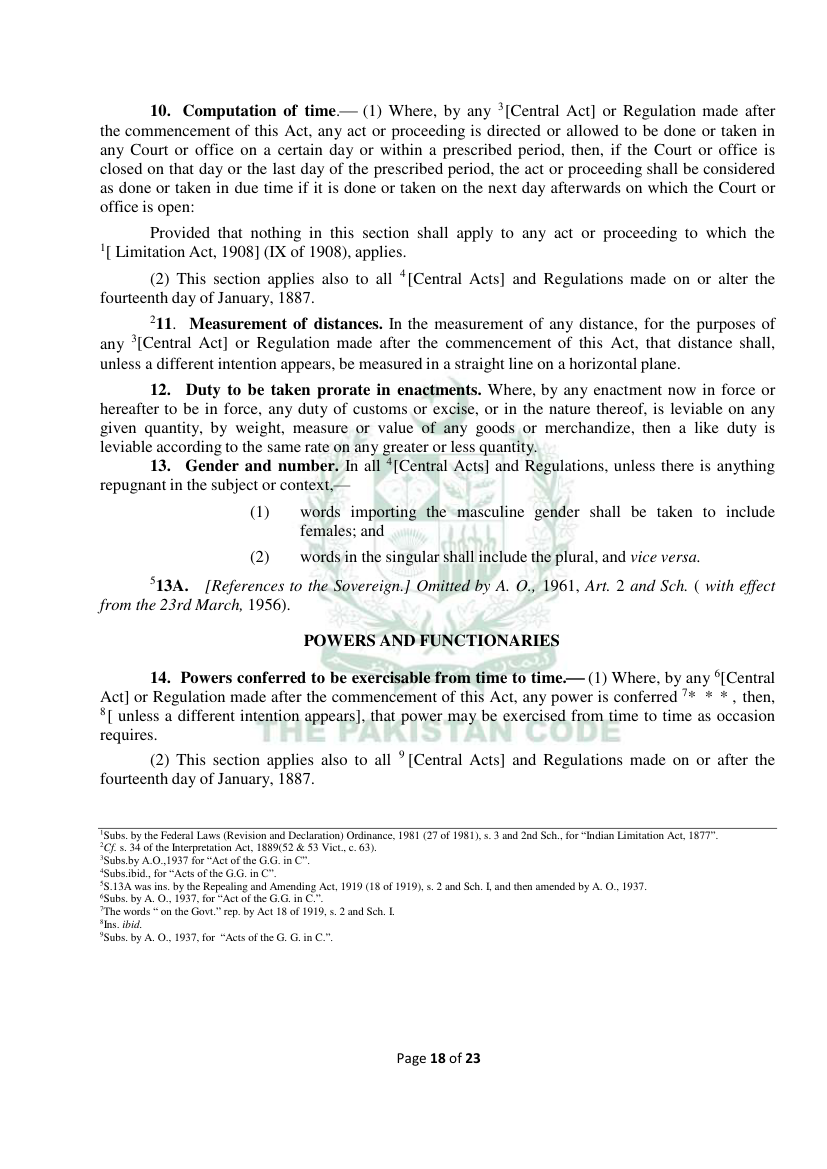 10. Computation of time.— (1) Where, by any 3[Central Act] or Regulation made after
the commencement of this Act, any act or proceeding is directed or allowed to be done or taken in
any Court or office on a certain day or within a prescribed period, then, if the Court or office is
closed on that day or the last day of the prescribed period, the act or proceeding shall be considered
as done or taken in due time if it is done or taken on the next day afterwards on which the Court or
office is open:
Provided that nothing in this section shall apply to any act or proceeding to which the
1[ Limitation Act, 1908] (IX of 1908), applies.
(2) This section applies also to all 4[Central Acts] and Regulations made on or alter the
fourteenth day of January, 1887.
211. Measurement of distances. In the measurement of any distance, for the purposes of
any 3[Central Act] or Regulation made after the commencement of this Act, that distance shall,
unless a different intention appears, be measured in a straight line on a horizontal plane.
12. Duty to be taken prorate in enactments. Where, by any enactment now in force or
hereafter to be in force, any duty of customs or excise, or in the nature thereof, is leviable on any
given quantity, by weight, measure or value of any goods or merchandize, then a like duty is
leviable according to the same rate on any greater or less quantity.
13. Gender and number. In all 4[Central Acts] and Regulations, unless there is anything
repugnant in the subject or context,—
(1) words importing the masculine gender shall be taken to include
females; and
(2) words in the singular shall include the plural, and vice versa.
513A. [References to the Sovereign.] Omitted by A. O., 1961, Art. 2 and Sch. ( with effect
from the 23rd March, 1956).
POWERS AND FUNCTIONARIES
14. Powers conferred to be exercisable from time to time.— (1) Where, by any 6[Central
Act] or Regulation made after the commencement of this Act, any power is conferred 7* * * , then,
8[ unless a different intention appears], that power may be exercised from time to time as occasion
requires.
THE PAKISTAN CODE
(2) This section applies also to all 9 [Central Acts] and Regulations made on or after the
fourteenth day of January, 1887.
1Subs. by the Federal Laws (Revision and Declaration) Ordinance, 1981 (27 of 1981), s. 3 and 2nd Sch., for “Indian Limitation Act, 1877”.
2Cf. s. 34 of the Interpretation Act, 1889(52 & 53 Vict., c. 63).
3Subs.by A.O.,1937 for “Act of the G.G. in C”.
4Subs.ibid., for “Acts of the G.G. in C”.
5S.13A was ins. by the Repealing and Amending Act, 1919 (18 of 1919), s. 2 and Sch. I, and then amended by A. O., 1937.
6Subs. by A. O., 1937, for “Act of the G.G. in C.”.
7The words “ on the Govt.” rep. by Act 18 of 1919, s. 2 and Sch. I.
8Ins. ibid.
9Subs. by A. O., 1937, for “Acts of the G. G. in C.”.
Page 18 of 23